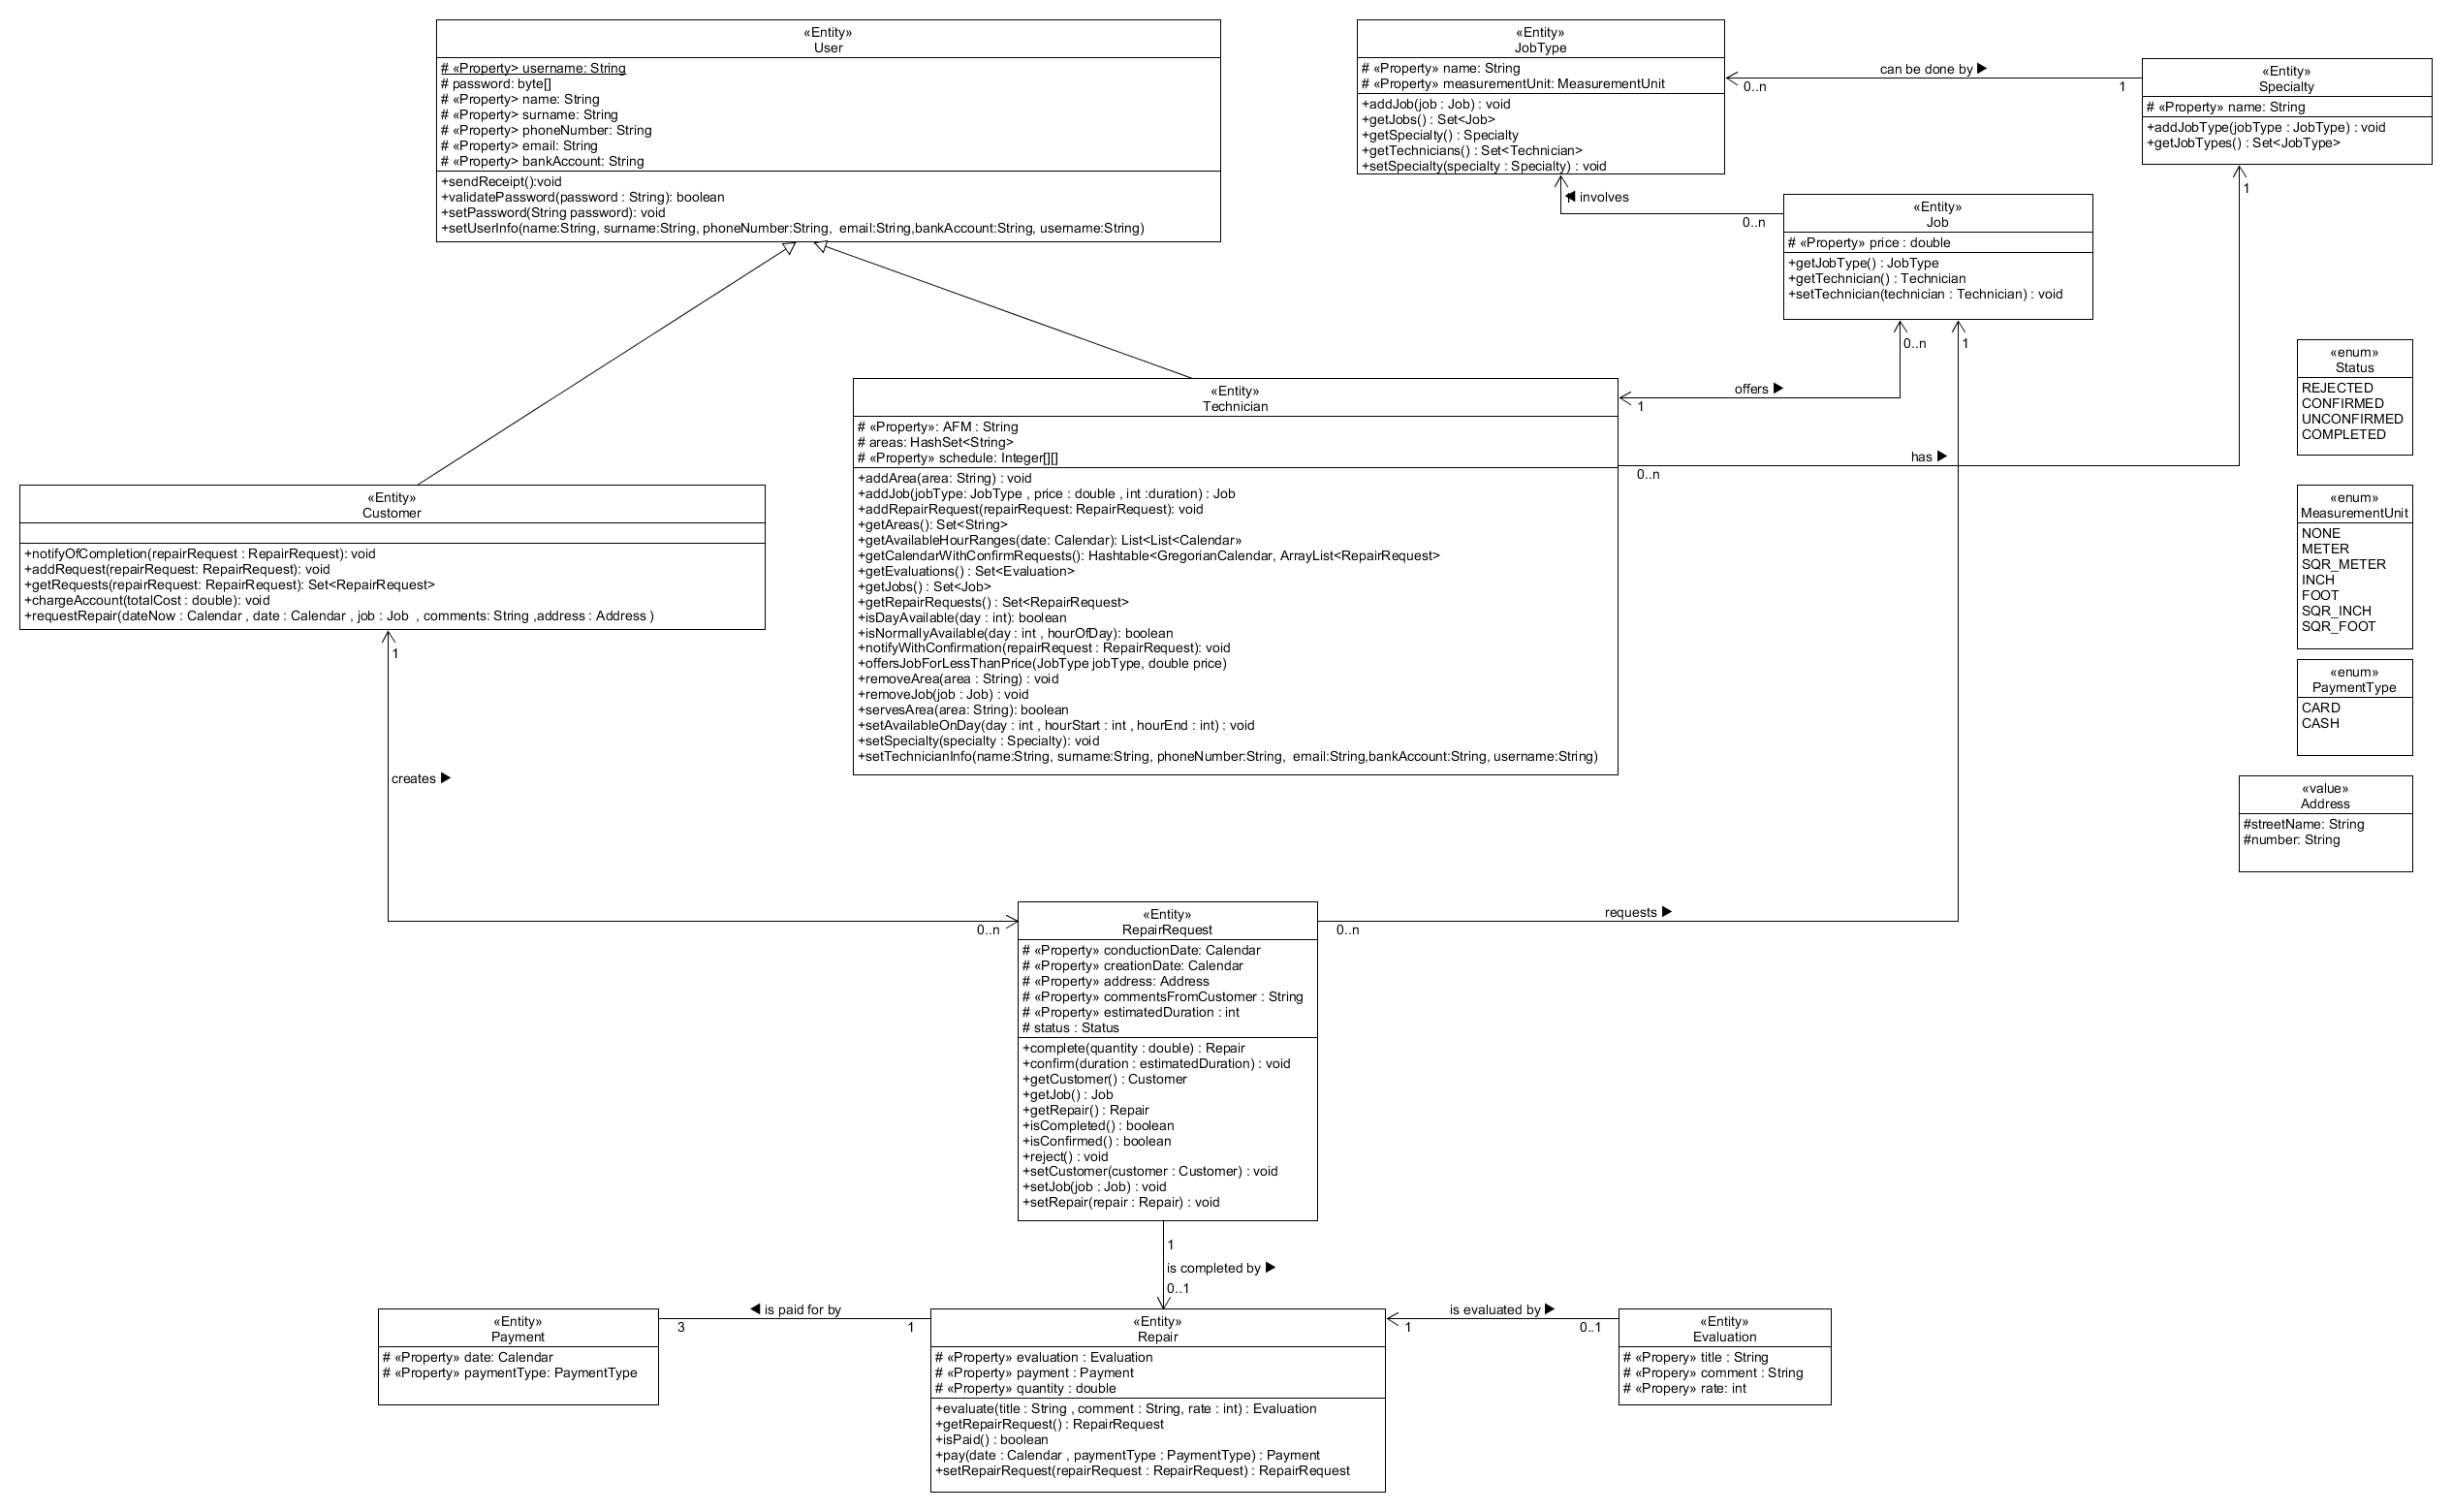 «Entity»
User
# «Property> username: String
# password: byte[]
# «Property> name: String
# «Property> surname: String
# «Property> phoneNumber: String
# «Property> email: String
# «Property> bankAccount: String
+sendReceipt():void
+validatePassword(password : String): boolean
+setPassword(String password): void
+setUserInfo(name:String, surname:String, phoneNumber:String,  email:String,bankAccount:String, username:String)
«Entity»
JobType
# «Property» name: String
# «Property» measurementUnit: MeasurementUnit
+addJob(job : Job) : void
+getJobs() : Set<Job>
+getSpecialty() : Specialty
+getTechnicians() : Set<Technician>
+setSpecialty(specialty : Specialty) : void
can be done by ▶
0..n
1
«Entity»
Specialty
# «Property» name: String
+addJobType(jobType : JobType) : void
+getJobTypes() : Set<JobType>
1
◀ involves
0..n
«Entity»
Job
# «Property» price : double
+getJobType() : JobType
+getTechnician() : Technician
+setTechnician(technician : Technician) : void
0..n
1
offers ▶
1
has ▶
0..n
«Entity»
Technician
# «Property»: AFM : String
# areas: HashSet<String>
# «Property» schedule: Integer[][]
+addArea(area: String) : void
+addJob(jobType: JobType , price : double , int :duration) : Job
+addRepairRequest(repairRequest: RepairRequest): void
+getAreas(): Set<String>
+getAvailableHourRanges(date: Calendar): List<List<Calendar»
+getCalendarWithConfirmRequests(): Hashtable<GregorianCalendar, ArrayList<RepairRequest>
+getEvaluations() : Set<Evaluation>
+getJobs() : Set<Job>
+getRepairRequests() : Set<RepairRequest>
+isDayAvailable(day : int): boolean
+isNormallyAvailable(day : int , hourOfDay): boolean
+notifyWithConfirmation(repairRequest : RepairRequest): void
+offersJobForLessThanPrice(JobType jobType, double price)
+removeArea(area : String) : void
+removeJob(job : Job) : void
+servesArea(area: String): boolean
+setAvailableOnDay(day : int , hourStart : int , hourEnd : int) : void
+setSpecialty(specialty : Specialty): void
+setTechnicianInfo(name:String, surname:String, phoneNumber:String,  email:String,bankAccount:String, username:String)
«Entity»
Customer
+notifyOfCompletion(repairRequest : RepairRequest): void
+addRequest(repairRequest: RepairRequest): void
+getRequests(repairRequest: RepairRequest): Set<RepairRequest>
+chargeAccount(totalCost : double): void
+requestRepair(dateNow : Calendar , date : Calendar , job : Job  , comments: String ,address : Address )
1
creates ▶
0..n
«enum»
Status
REJECTED
CONFIRMED
UNCONFIRMED
COMPLETED
«enum»
MeasurementUnit
NONE
METER
SQR_METER
INCH
FOOT
SQR_INCH
SQR_FOOT
«enum»
PaymentType
CARD
CASH
«value»
Address
#streetName: String
#number: String
«Entity»
RepairRequest
# «Property» conductionDate: Calendar
# «Property» creationDate: Calendar
# «Property» address: Address
# «Property» commentsFromCustomer : String
# «Property» estimatedDuration : int
# status : Status
+complete(quantity : double) : Repair
+confirm(duration : estimatedDuration) : void
+getCustomer() : Customer
+getJob() : Job
+getRepair() : Repair
+isCompleted() : boolean
+isConfirmed() : boolean
+reject() : void
+setCustomer(customer : Customer) : void
+setJob(job : Job) : void
+setRepair(repair : Repair) : void
requests ▶
0..n
1
is completed by ▶
0..1
«Entity»
Payment
# «Property» date: Calendar
# «Property» paymentType: PaymentType
◀ is paid for by
3
1
«Entity»
Repair
# «Property» evaluation : Evaluation
# «Property» payment : Payment
# «Property» quantity : double
+evaluate(title : String , comment : String, rate : int) : Evaluation
+getRepairRequest() : RepairRequest
+isPaid() : boolean
+pay(date : Calendar , paymentType : PaymentType) : Payment
+setRepairRequest(repairRequest : RepairRequest) : RepairRequest
is evaluated by ▶
1
0..1
«Entity»
Evaluation
# «Propery» title : String
# «Propery» comment : String
# «Propery» rate: int